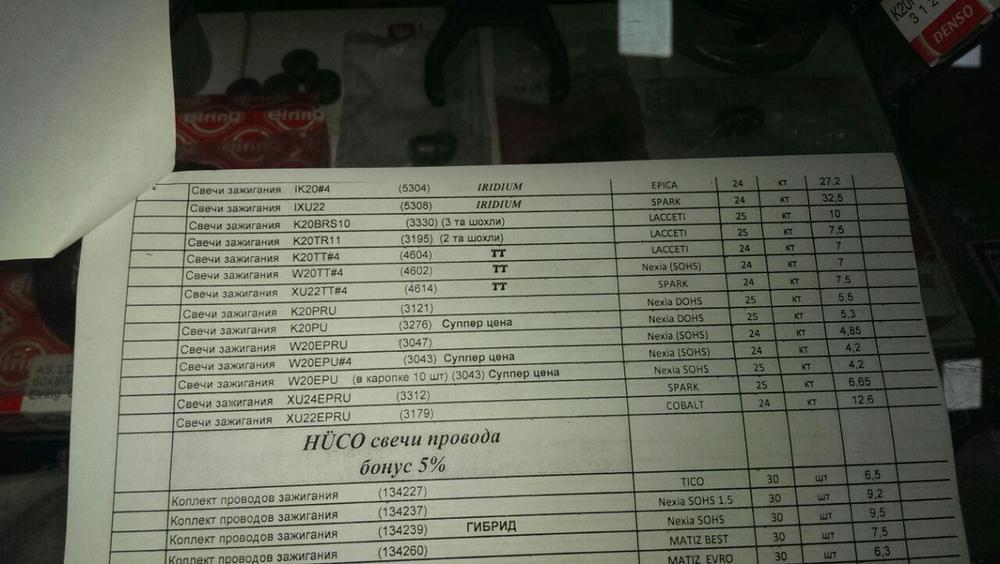 K20
312
DENSO
elring
elring
Свечи зажигания IK20#4 (5304) IRIDIUM EPICA 24 кт 27,2
Свечи зажигания IXU22 (5308) IRIDIUM SPARK 24 кт 32,5
Свечи зажигания K20BRS10 (3330) (3 та шохли) LACCETI 25 кт 10
Свечи зажигания K20TR11 (3195) (2 та шохли) LACCETI 25 кт 7,5
Свечи зажигания K20TT#4 (4604) TT LACCETI 24 кт 7
Свечи зажигания W20TT#4 (4602) TT Nexia (SOHS) 24 кт 7
Свечи зажигания XU22TT#4 (4614) TT SPARK 24 кт 7,5
Свечи зажигания K20PRU (3121) Nexia DOHS 25 кт 5,5
Свечи зажигания K20PU (3276) Суппер цена Nexia DOHS 25 кт 5,3
Свечи зажигания W20EPRU (3047) Nexia (SOHS) 24 кт 4,85
Свечи зажигания W20EPU#4 (3043) Суппер цена Nexia (SOHS) 24 кт 4,2
Свечи зажигания W20EPU (в каропке 10 шт) (3043) Суппер цена Nexia SOHS 25 кт 4,2
Свечи зажигания XU24EPRU (3312) SPARK 25 кт 6,65
Свечи зажигания XU22EPRU (3179) COBALT 24 кт 12.6
HÜCO свечи провода
бонус 5%
Коплект проводов зажигания (134227) TICO 30 шт 6,5
Коплект проводов зажигания (134237) Nexia SOHS 1.5 30 шт 9,2
Коплект проводов зажигания (134239) ГИБРИД Nexia SOHS 30 шт 9,5
Коплект проводов зажигания (134260) MATIZ BEST 30 шт 7,5
MATIZ EVRO 30 шт 6,3